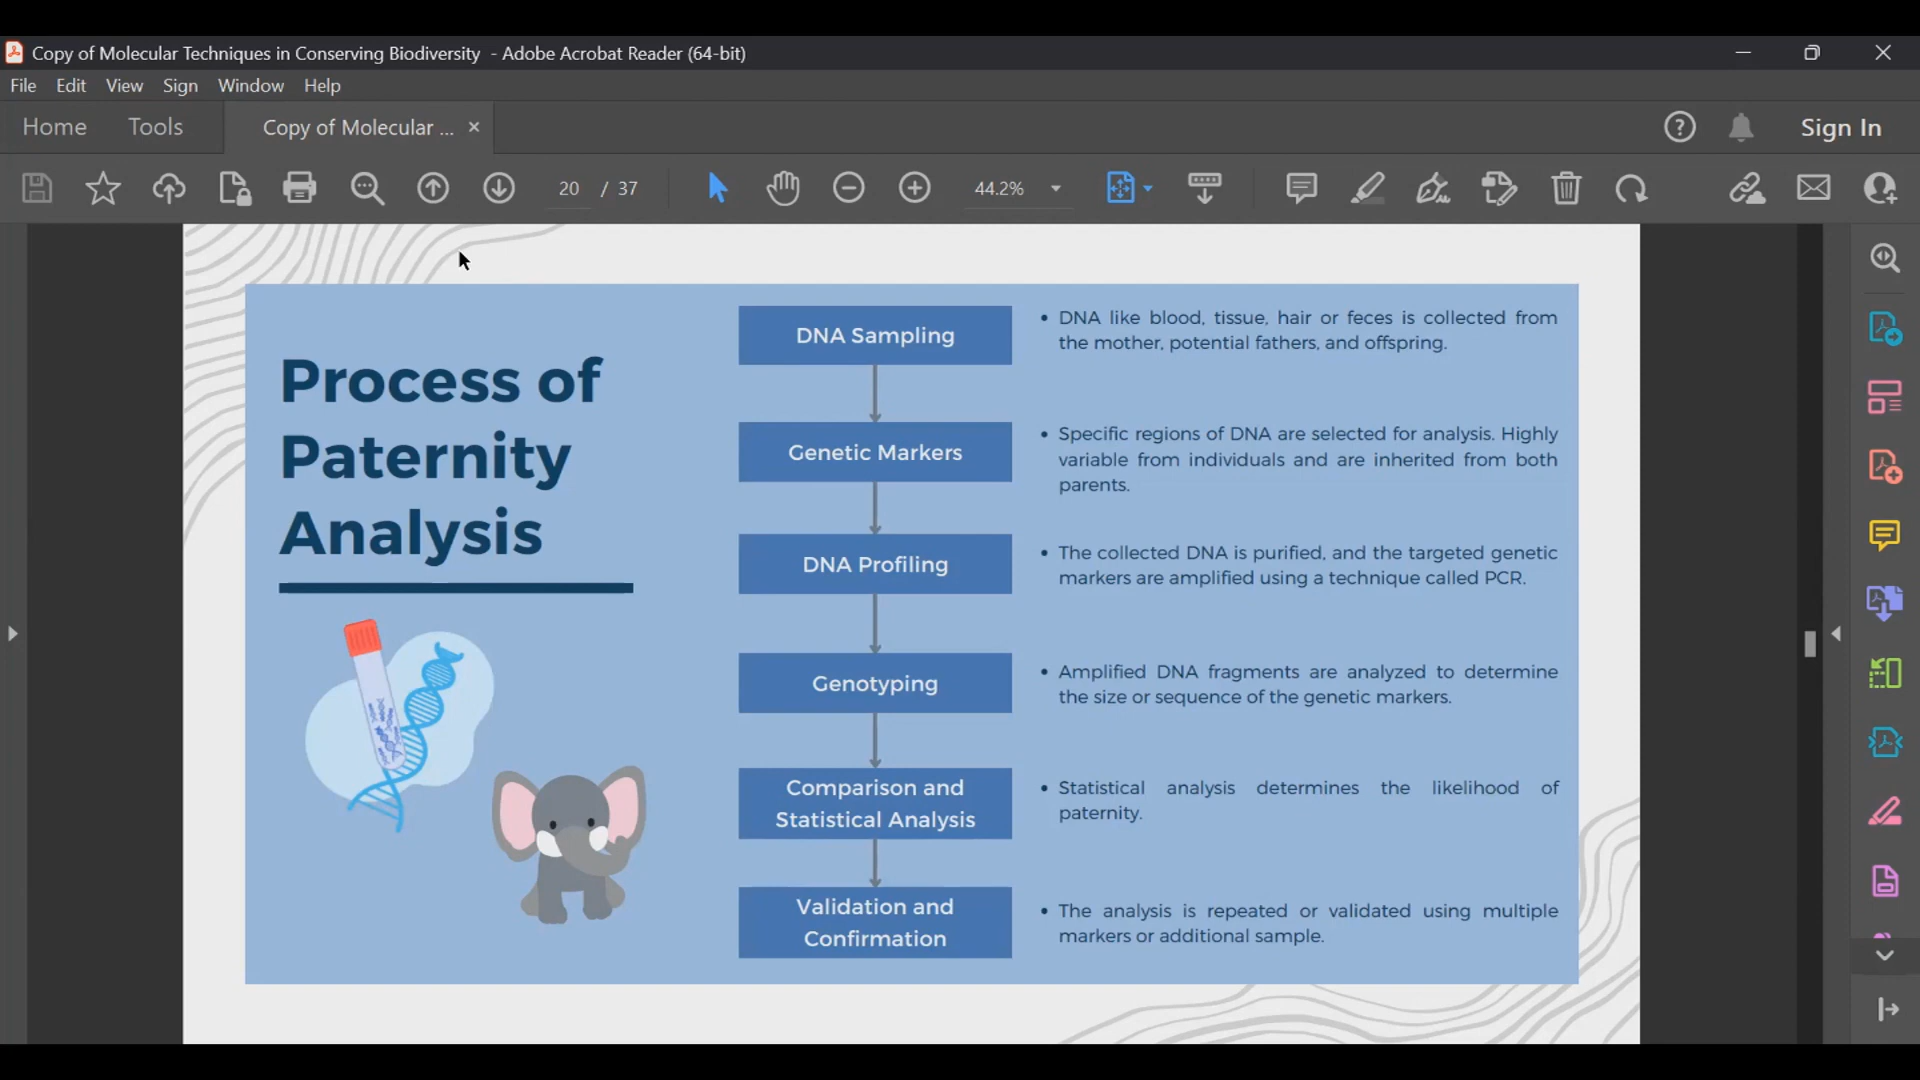 Copy of Molecular Techniques in Conserving Biodiversity - Adobe Acrobat Reader (64-bit)
File Edit View Sign Window Help
Home Tools Copy of Molecular ... Sign In
20 / 37 44.2%
Process of
Paternity
Analysis
DNA Sampling
DNA like blood, tissue, hair or feces is collected from
the mother, potential fathers, and offspring.
Genetic Markers
Specific regions of DNA are selected for analysis. Highly
variable from individuals and are inherited from both
parents.
DNA Profiling
The collected DNA is purified, and the targeted genetic
markers are amplified using a technique called PCR.
Genotyping
Amplified DNA fragments are analyzed to determine
the size or sequence of the genetic markers.
Comparison and
Statistical Analysis
Statistical analysis determines the likelihood of
paternity.
Validation and
Confirmation
The analysis is repeated or validated using multiple
markers or additional sample.